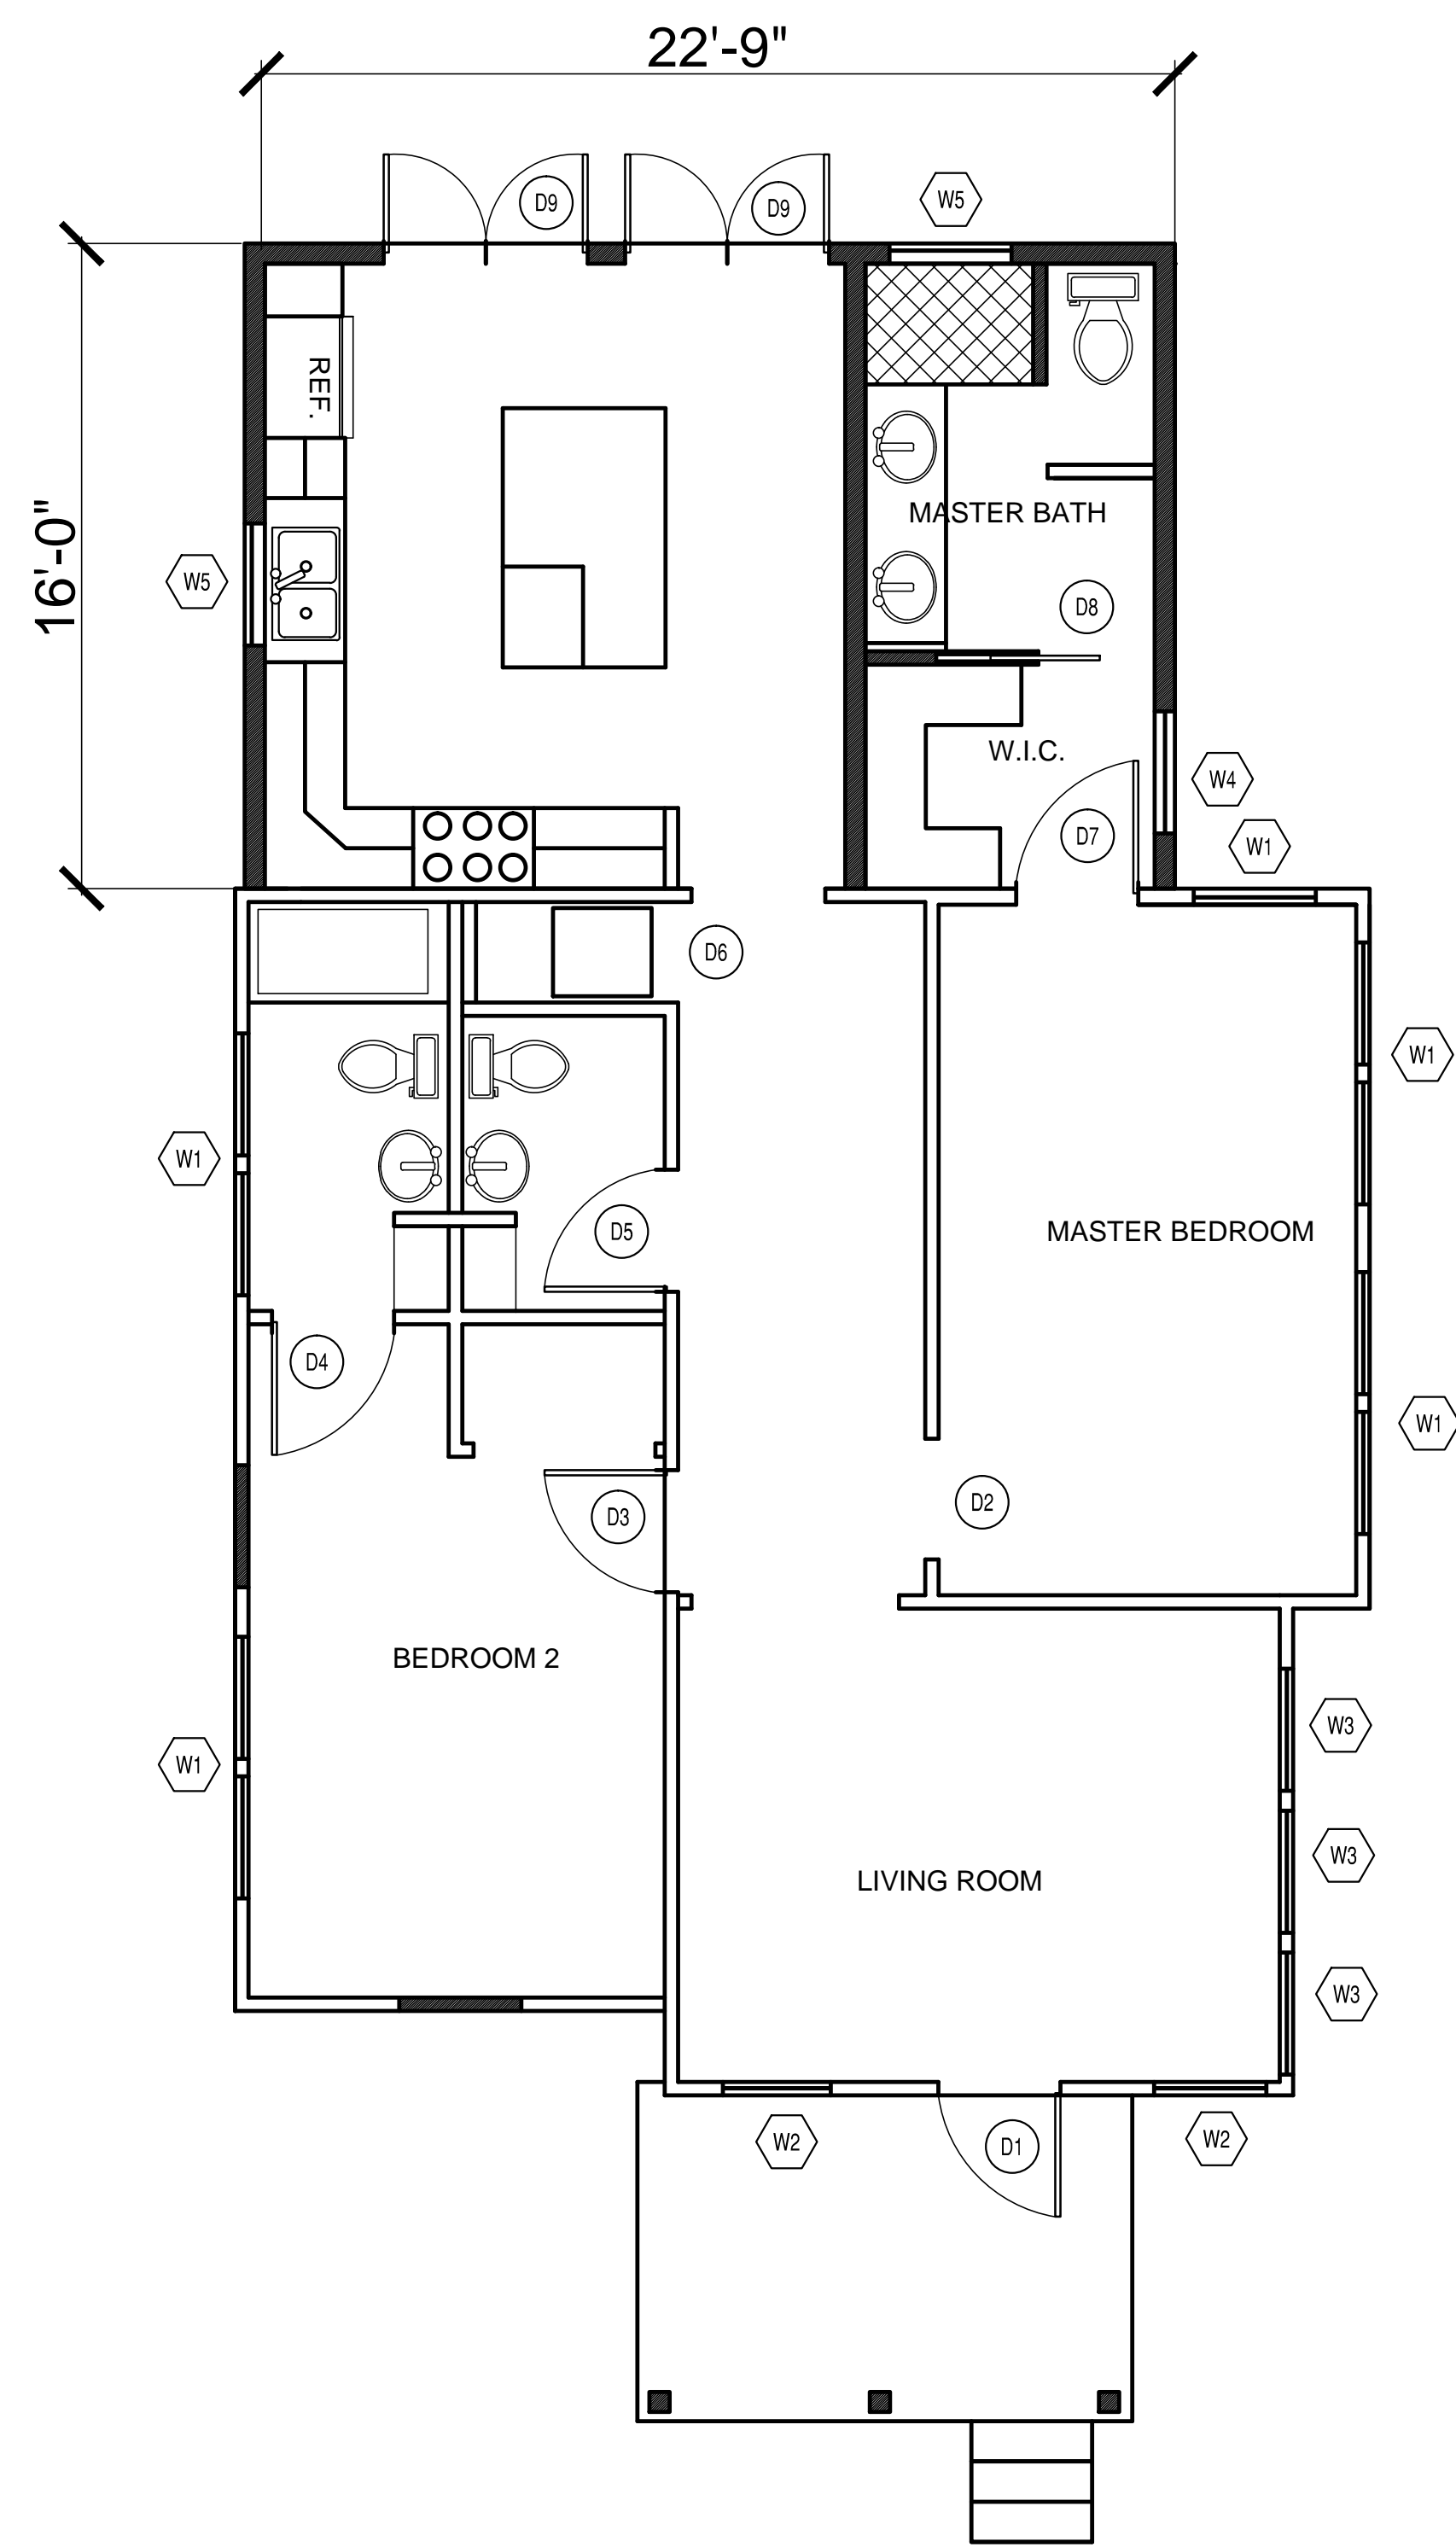 22'-9"
D9
D9
W5
16'-0"
REF.
MASTER BATH
W5
D8
W.I.C.
W4
D7
W1
D6
W1
W1
D5
MASTER BEDROOM
D4
W1
D2
D3
BEDROOM 2
W3
W1
W3
LIVING ROOM
W3
W2
D1
W2